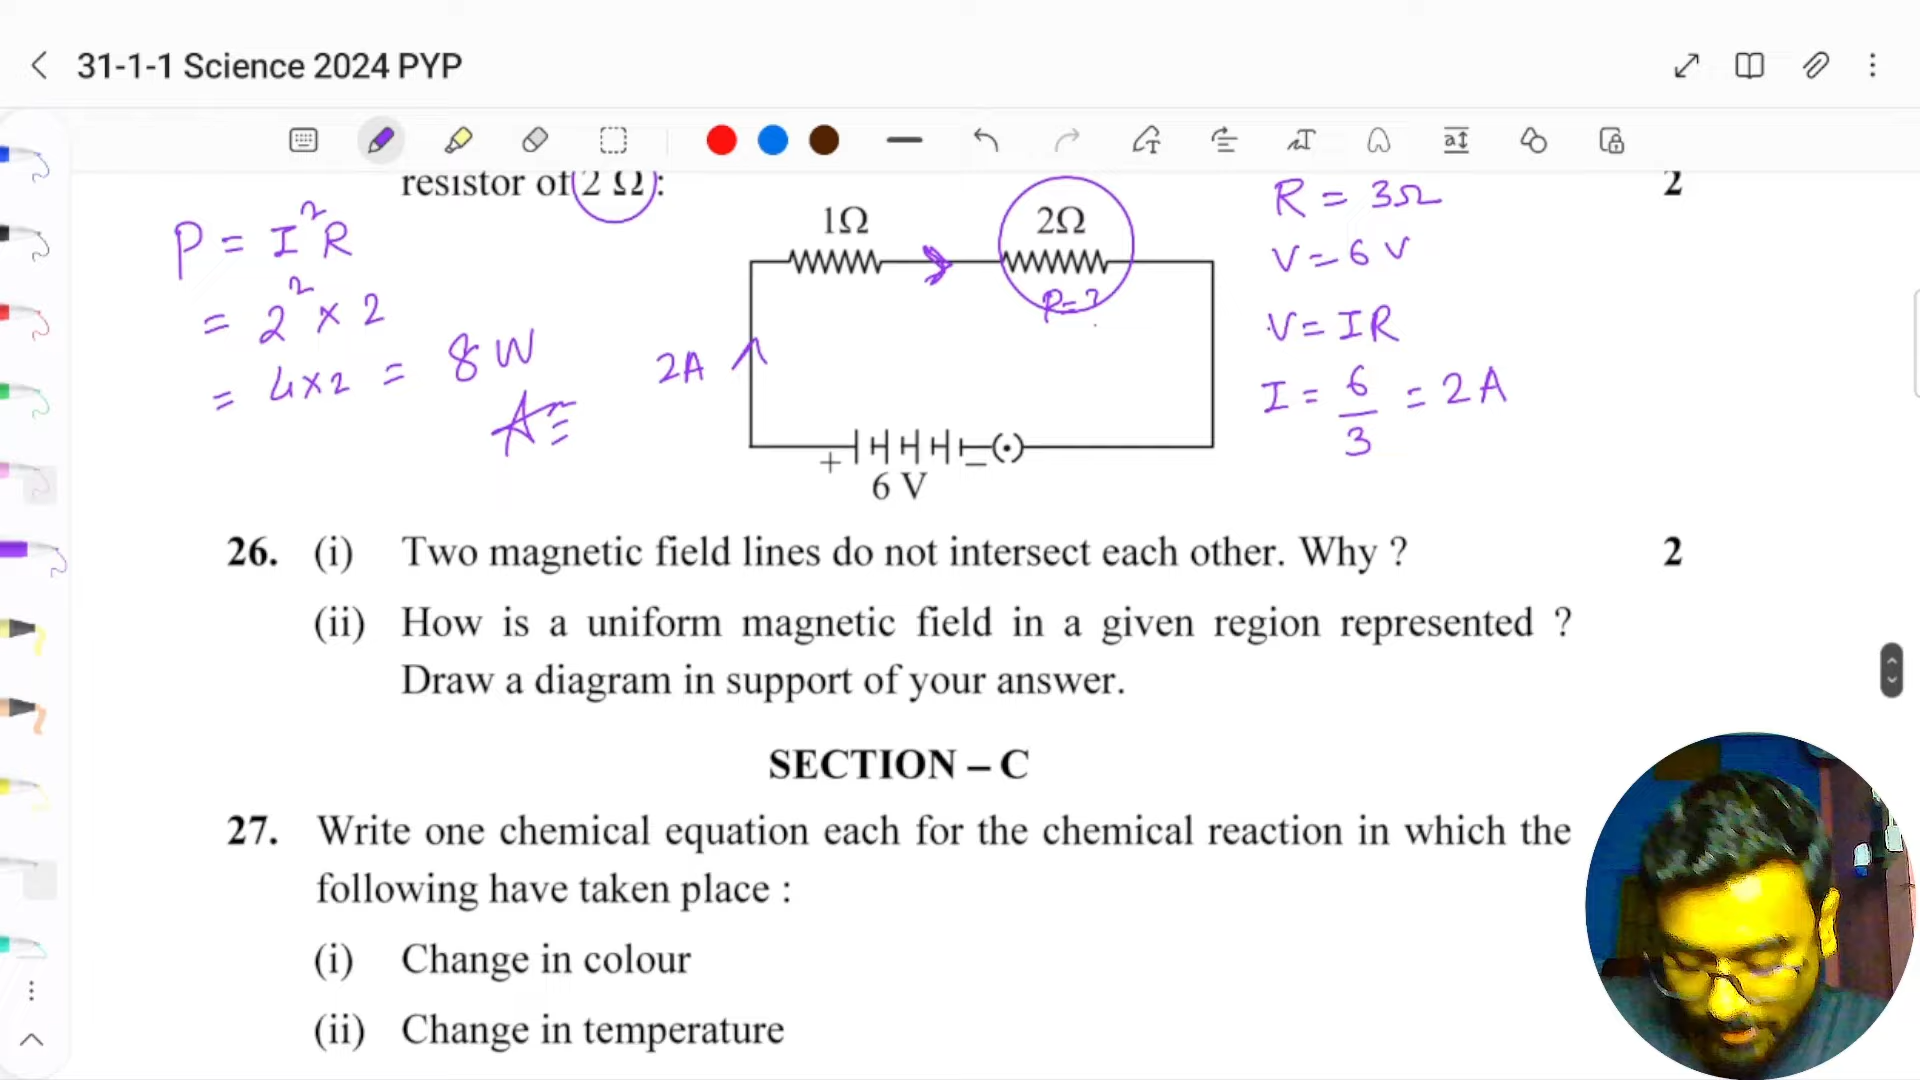 31-1-1 Science 2024 PYP
resistor of 2 Ω :
2
P = I²R
= 2² × 2
= 4×2 = 8 W
Ans
1Ω
2Ω
P=?
2A
+ −
6 V
R = 3Ω
V = 6 V
V = IR
I = 6/3 = 2 A
26. (i) Two magnetic field lines do not intersect each other. Why ? 2
(ii) How is a uniform magnetic field in a given region represented ?
Draw a diagram in support of your answer.
SECTION – C
27. Write one chemical equation each for the chemical reaction in which the
following have taken place :
(i) Change in colour
(ii) Change in temperature